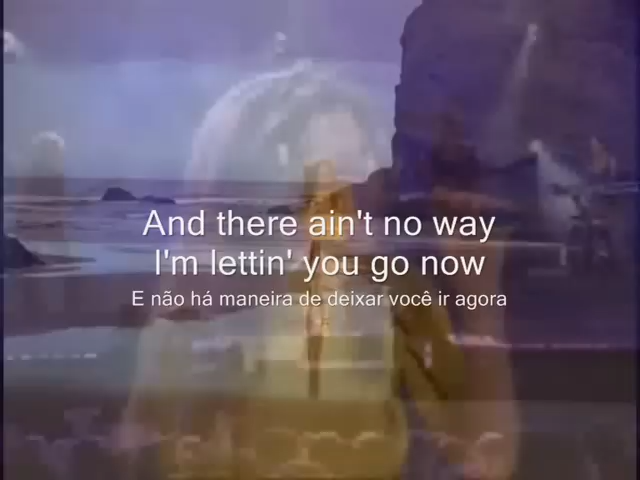 And there ain't no way
I'm lettin' you go now
E não há maneira de deixar você ir agora